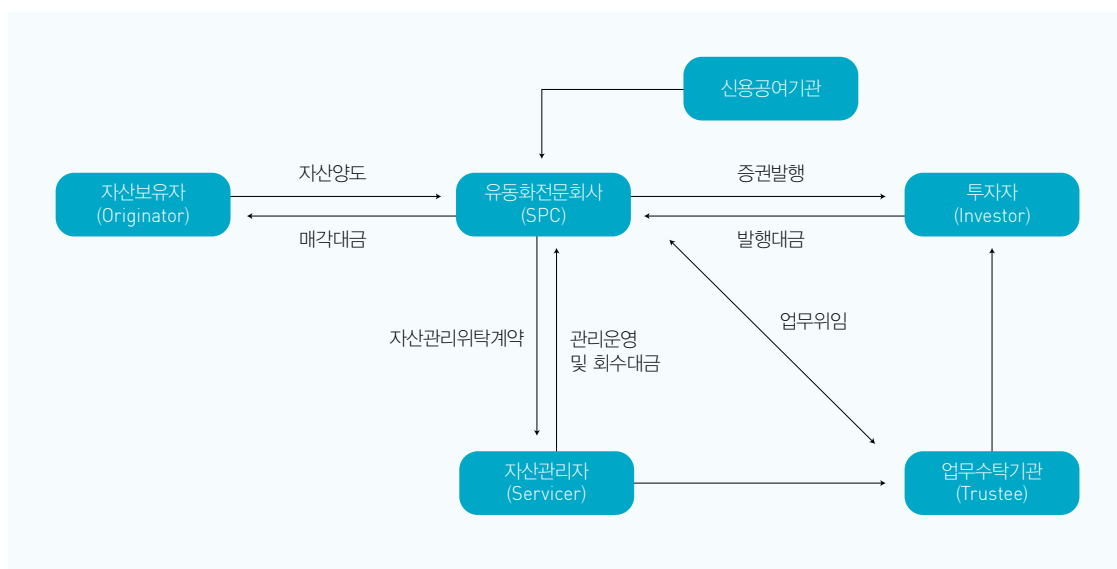 신용공여기관
자산양도
증권발행
자산보유자
(Originator)
유동화전문회사
(SPC)
투자자
(Investor)
매각대금
발행대금
업무위임
자산관리위탁계약
관리운영
및 회수대금
자산관리자
(Servicer)
업무수탁기관
(Trustee)